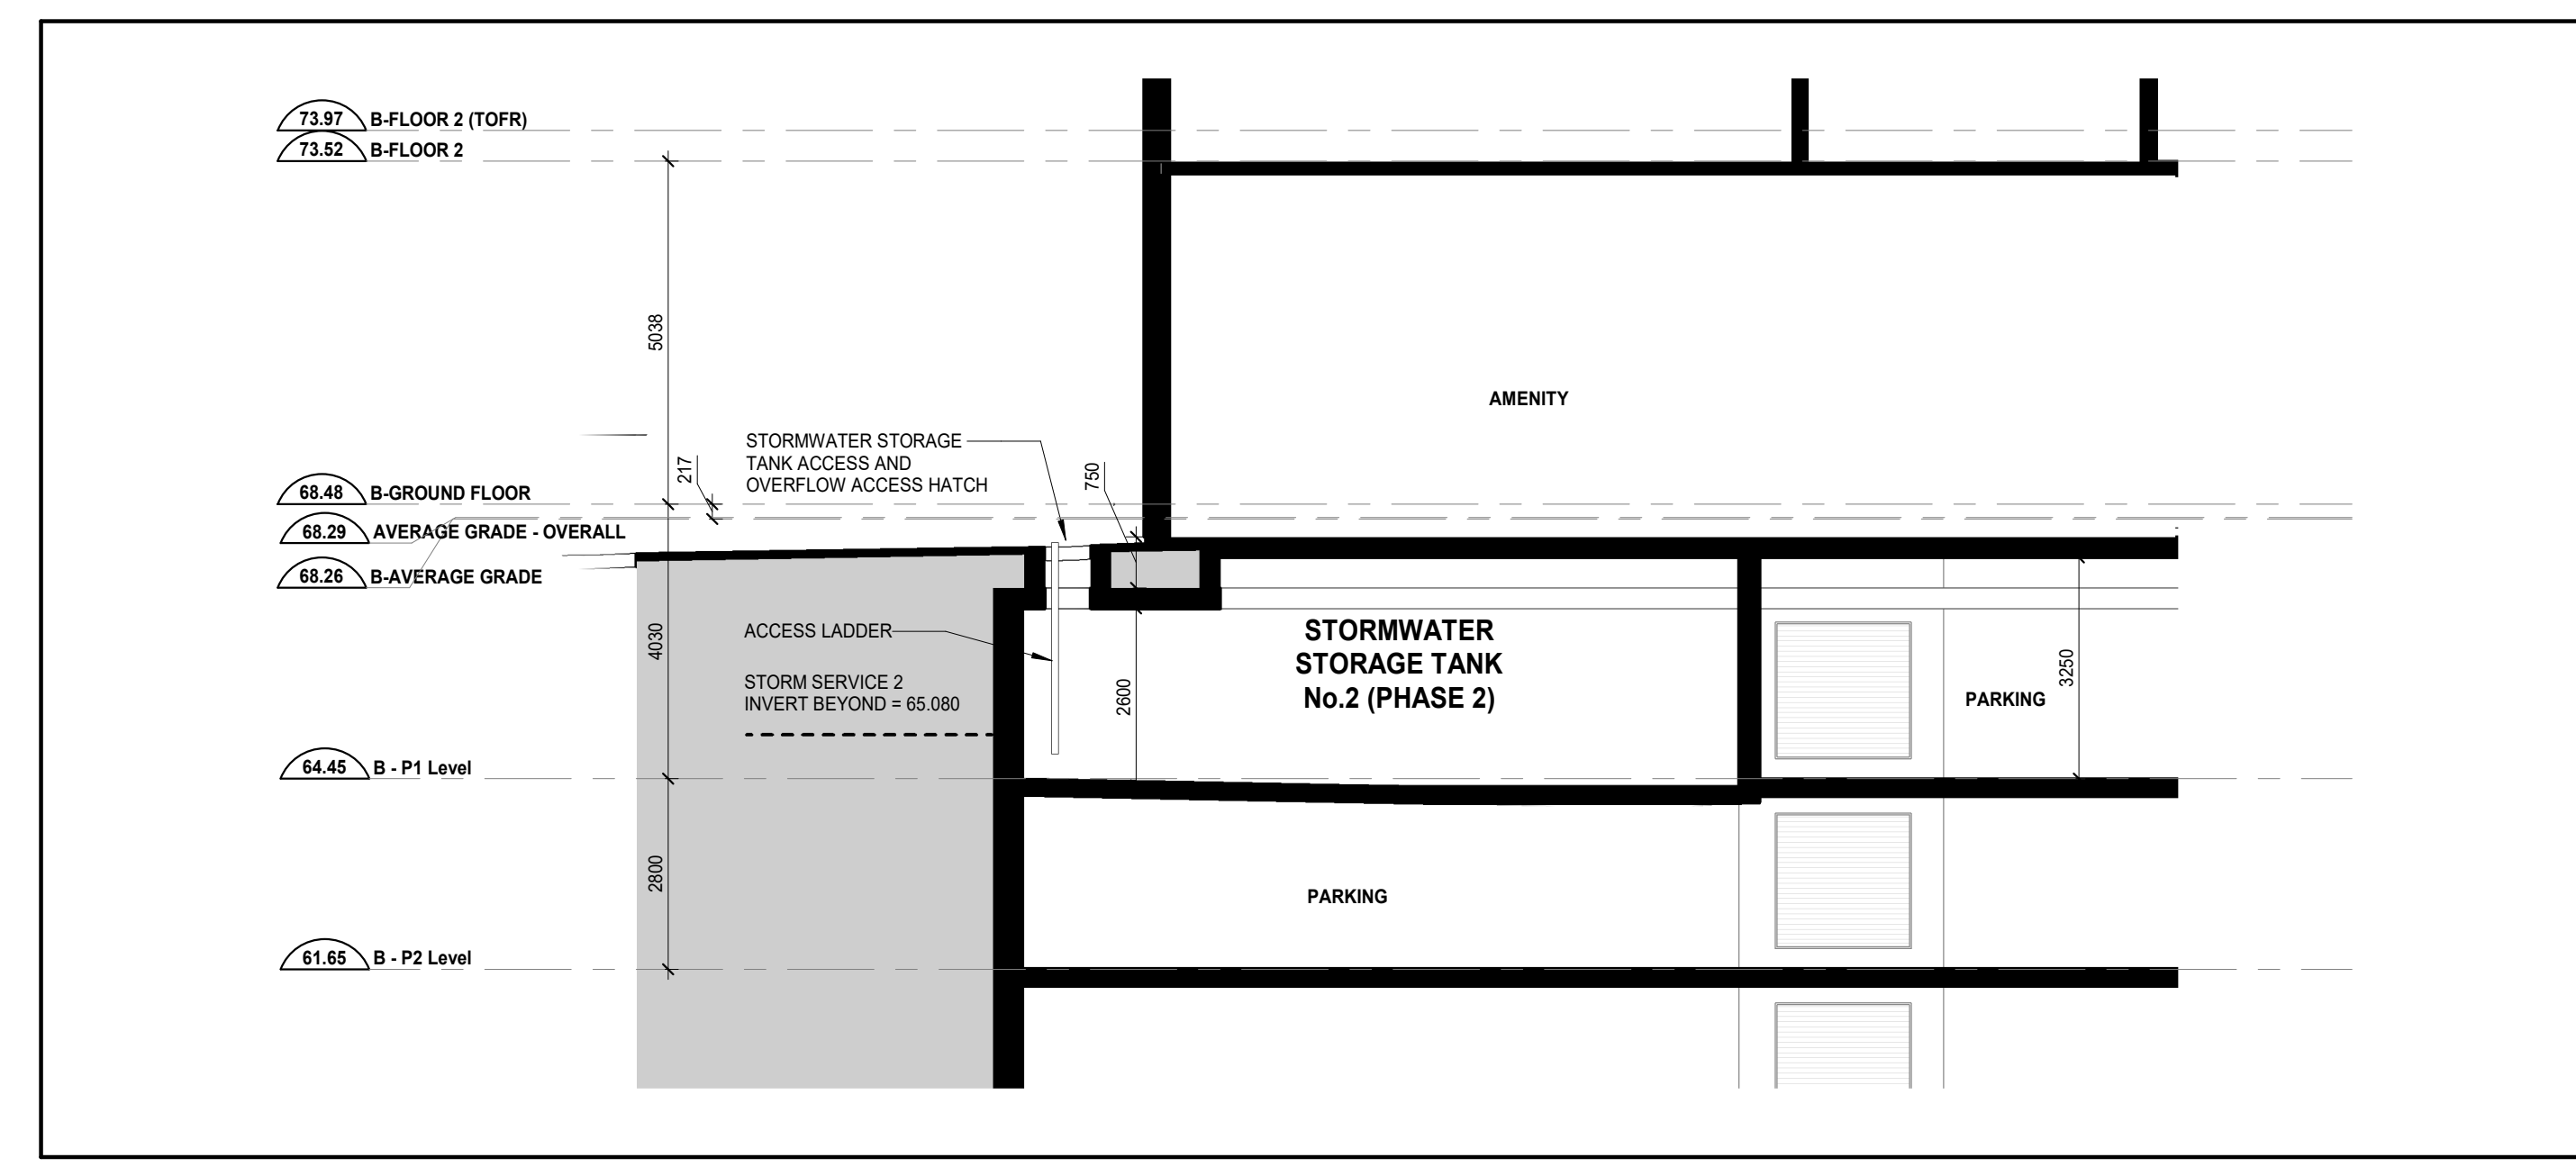 73.97 B-FLOOR 2 (TOFR)
73.52 B-FLOOR 2
5038
AMENITY
STORMWATER STORAGE
TANK ACCESS AND
OVERFLOW ACCESS HATCH
217
750
68.48 B-GROUND FLOOR
68.29 AVERAGE GRADE - OVERALL
68.26 B-AVERAGE GRADE
4030
ACCESS LADDER
STORM SERVICE 2
INVERT BEYOND = 65.080
2600
STORMWATER
STORAGE TANK
No.2 (PHASE 2)
PARKING
3250
64.45 B - P1 Level
2800
PARKING
61.65 B - P2 Level